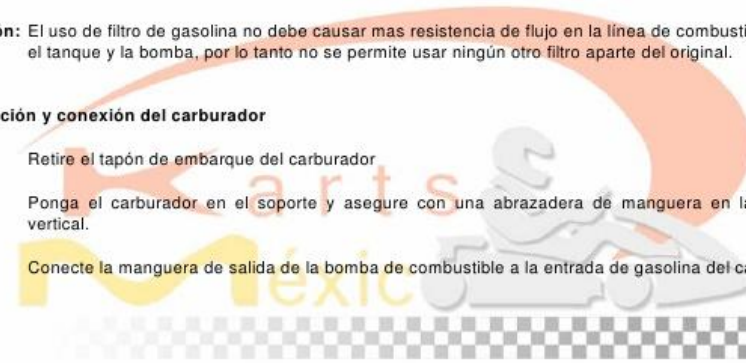 ón: El uso de filtro de gasolina no debe causar mas resistencia de flujo en la línea de combusti
el tanque y la bomba, por lo tanto no se permite usar ningún otro filtro aparte del original.
ción y conexión del carburador
Retire el tapón de embarque del carburador
Ponga el carburador en el soporte y asegure con una abrazadera de manguera en la
vertical.
Conecte la manguera de salida de la bomba de combustible a la entrada de gasolina del ca
Karts
México